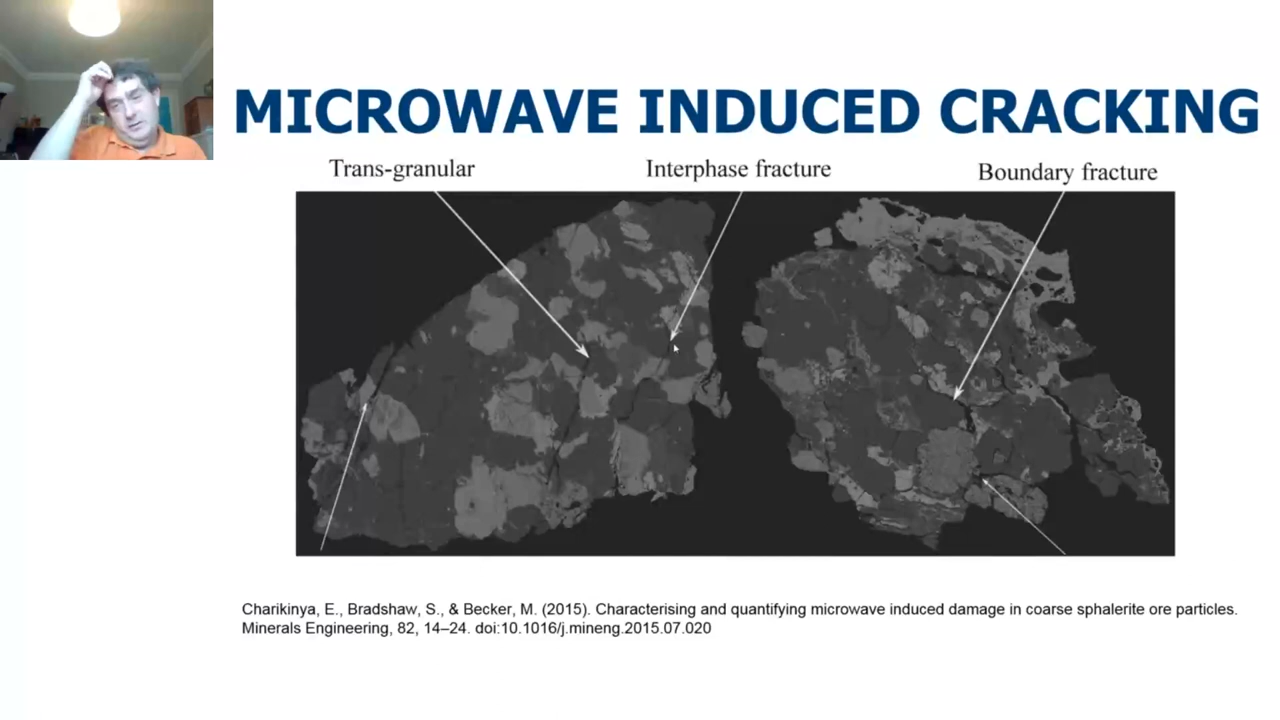 MICROWAVE INDUCED CRACKING
Trans-granular
Interphase fracture
Boundary fracture
Charikinya, E., Bradshaw, S., & Becker, M. (2015). Characterising and quantifying microwave induced damage in coarse sphalerite ore particles.
Minerals Engineering, 82, 14–24. doi:10.1016/j.mineng.2015.07.020